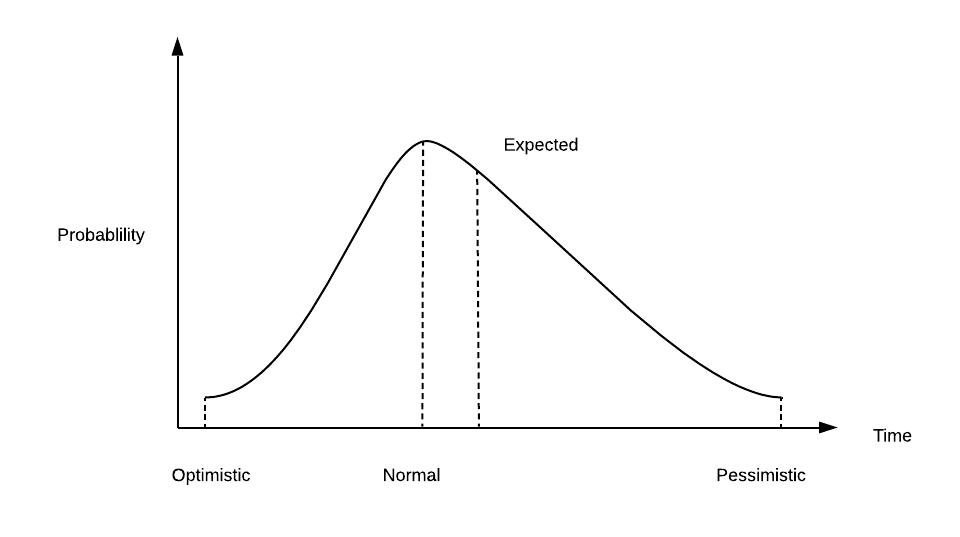 Expected
Probablility
Time
Optimistic
Normal
Pessimistic